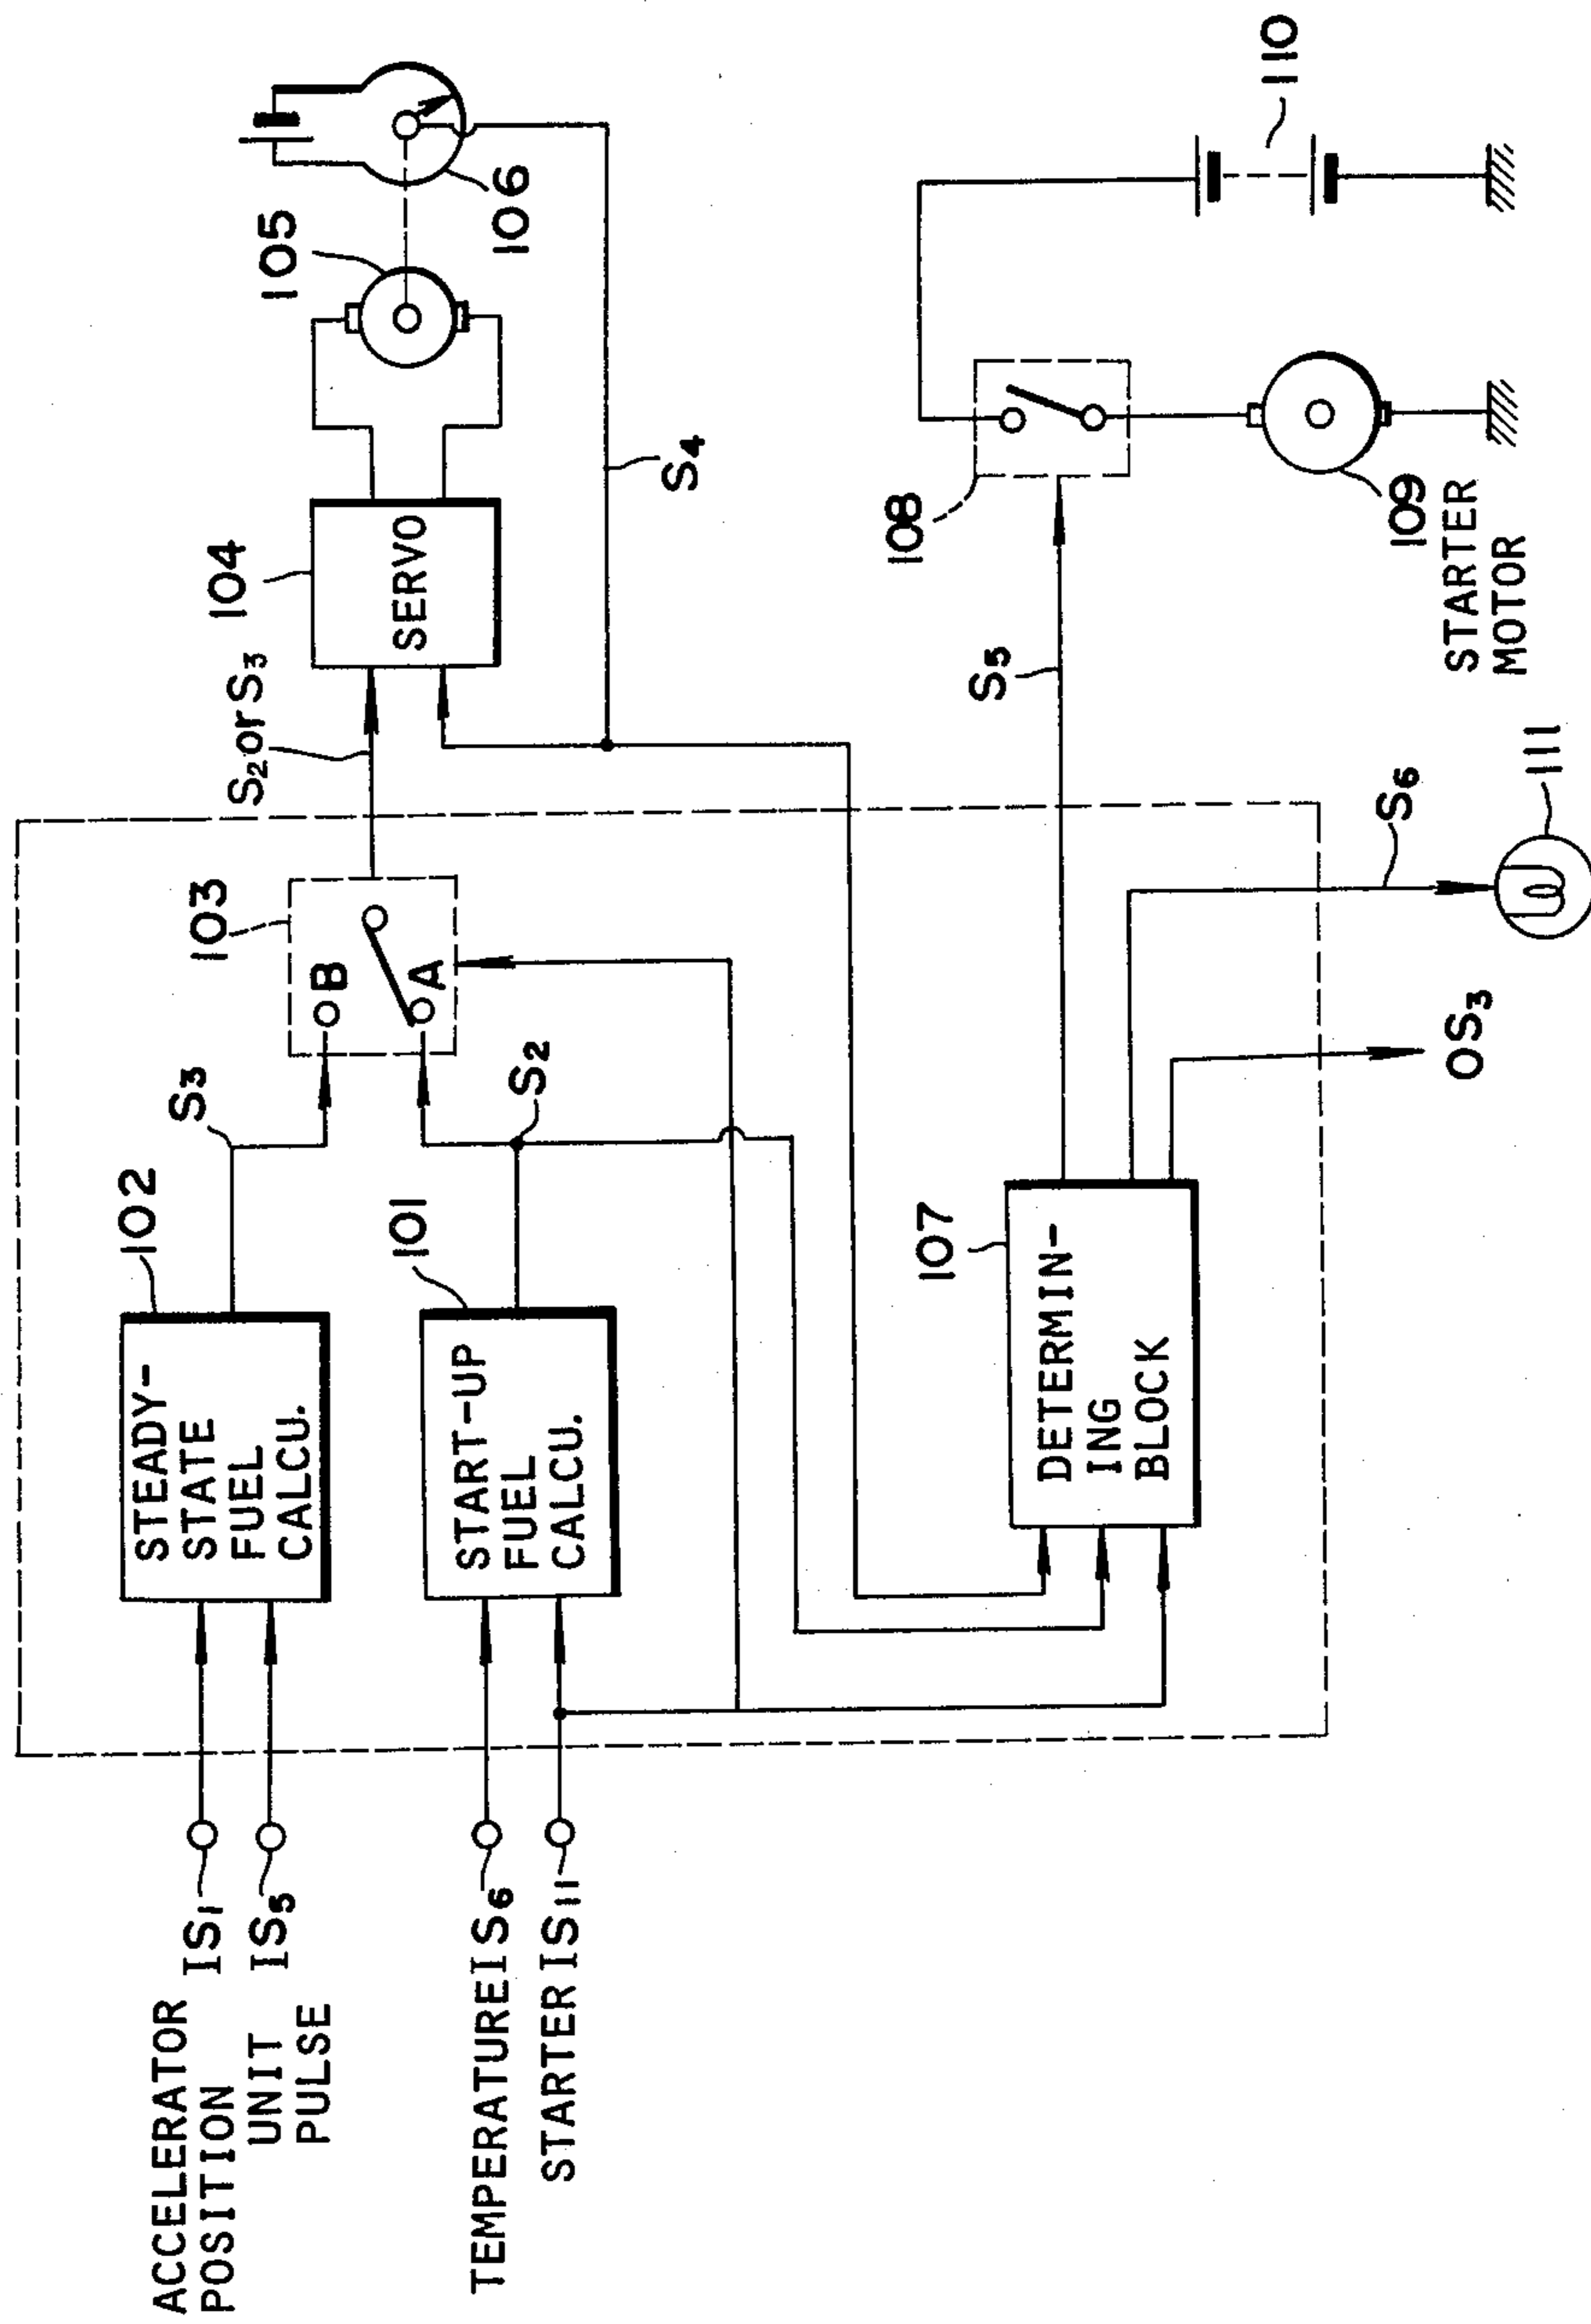 ACCELERATOR
POSITION
IS1
UNIT
PULSE
IS5
TEMPERATURE IS6
STARTER IS11
STEADY-
STATE
FUEL
CALCU.
102
START-UP
FUEL
CALCU.
101
S3
S2
103
B
A
S2 or S3
104
SERVO
105
106
S4
107
DETERMIN-
ING
BLOCK
S5
108
109
STARTER
MOTOR
110
S6
111
OS3